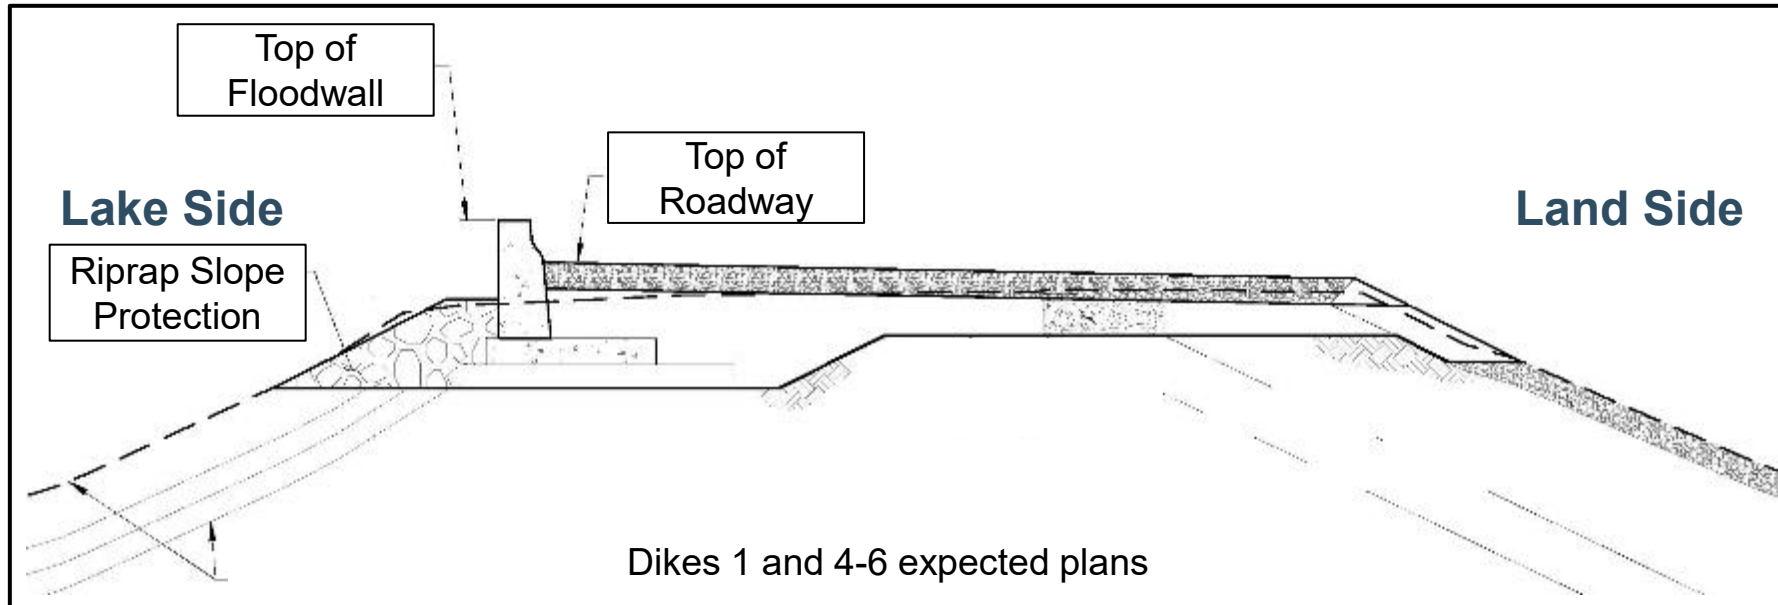 Top of
Floodwall
Top of
Roadway
Lake Side
Land Side
Riprap Slope
Protection
Dikes 1 and 4-6 expected plans